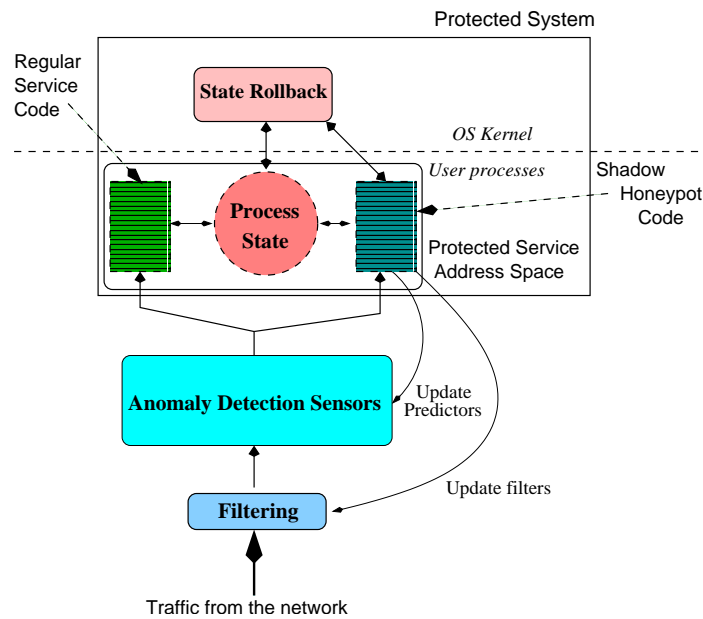 Protected System
Regular
Service
Code
State Rollback
OS Kernel
User processes
Shadow
Honeypot
Code
Process
State
Protected Service
Address Space
Anomaly Detection Sensors
Update
Predictors
Update filters
Filtering
Traffic from the network